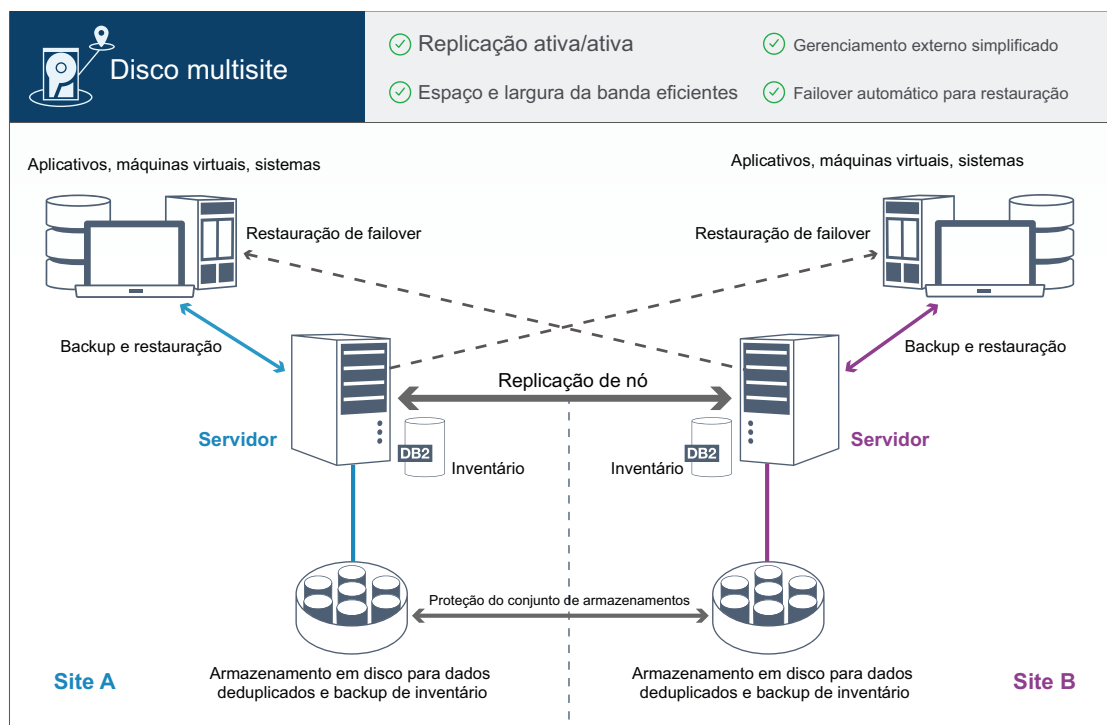 Disco multisite
Replicação ativa/ativa
Gerenciamento externo simplificado
Espaço e largura da banda eficientes
Failover automático para restauração
Aplicativos, máquinas virtuais, sistemas
Aplicativos, máquinas virtuais, sistemas
Restauração de failover
Restauração de failover
Backup e restauração
Backup e restauração
Replicação de nó
Servidor
Servidor
DB2
Inventário
Inventário
DB2
Proteção do conjunto de armazenamentos
Armazenamento em disco para dados
deduplicados e backup de inventário
Armazenamento em disco para dados
deduplicados e backup de inventário
Site A
Site B